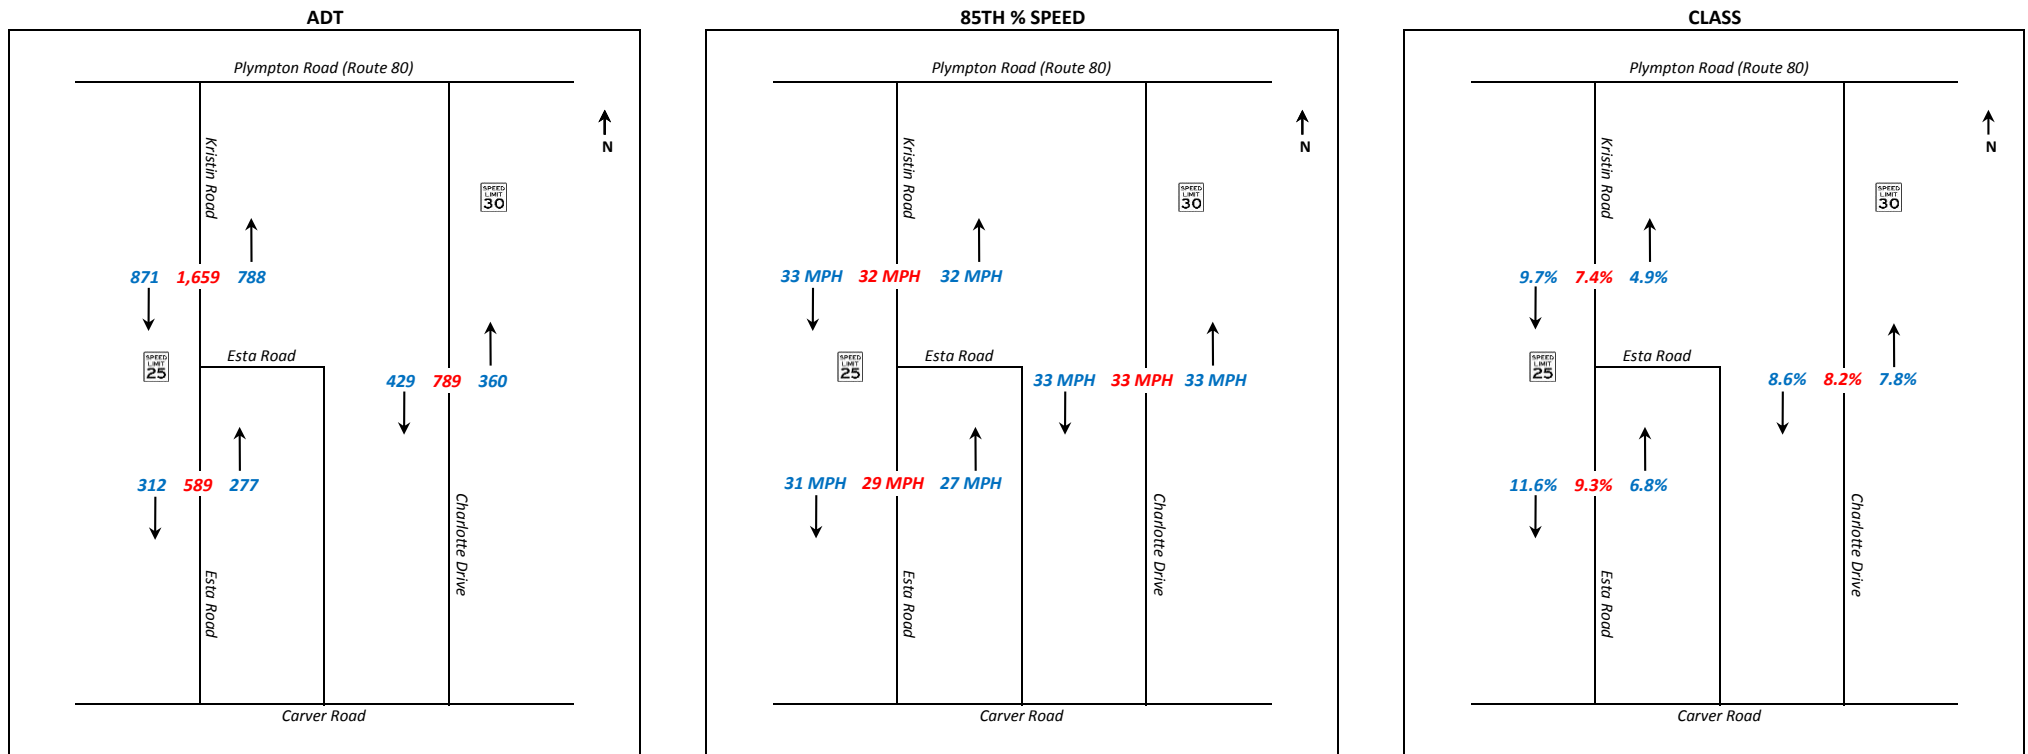 ADT
Plympton Road (Route 80)
Kristin Road
N
SPEED
LIMIT
30
871 1,659 788
SPEED
LIMIT
25
Esta Road
429 789 360
312 589 277
Charlotte Drive
Esta Road
Carver Road
85TH % SPEED
Plympton Road (Route 80)
Kristin Road
N
SPEED
LIMIT
30
33 MPH 32 MPH 32 MPH
SPEED
LIMIT
25
Esta Road
33 MPH 33 MPH 33 MPH
31 MPH 29 MPH 27 MPH
Charlotte Drive
Esta Road
Carver Road
CLASS
Plympton Road (Route 80)
Kristin Road
N
SPEED
LIMIT
30
9.7% 7.4% 4.9%
SPEED
LIMIT
25
Esta Road
8.6% 8.2% 7.8%
11.6% 9.3% 6.8%
Charlotte Drive
Esta Road
Carver Road